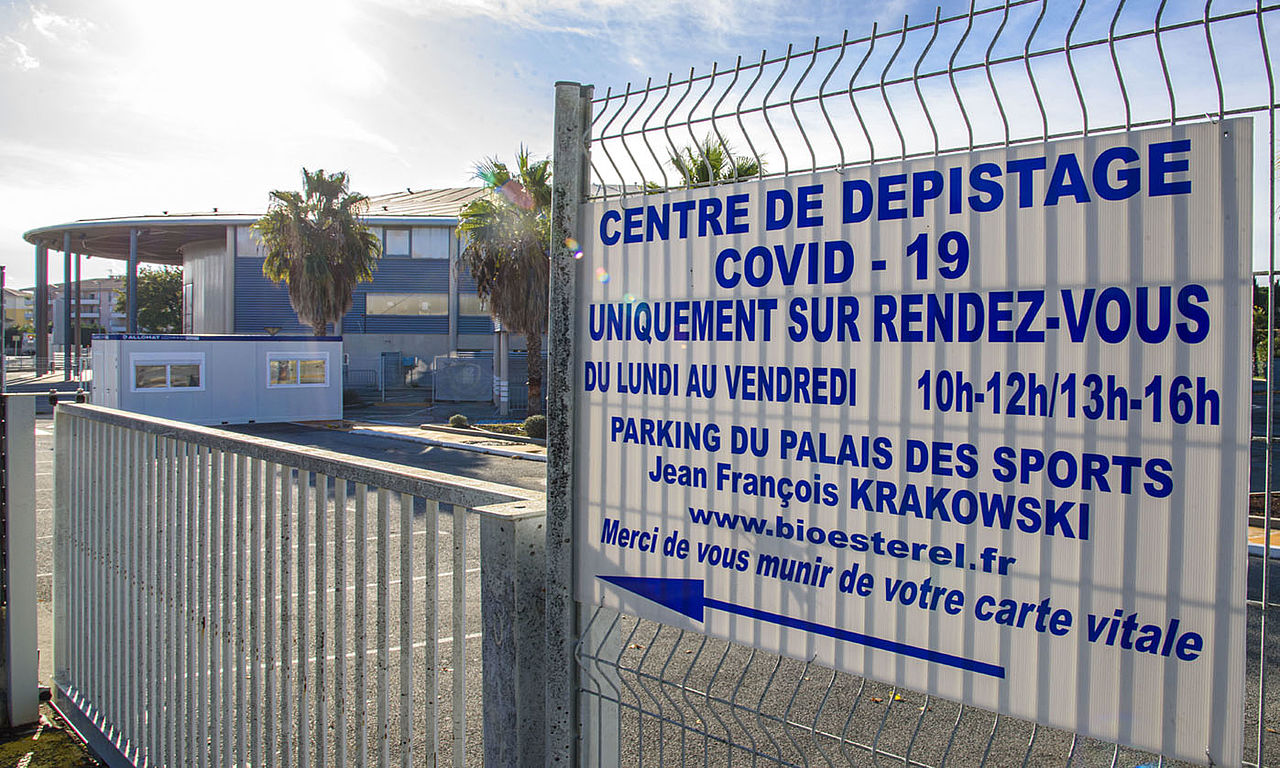 CENTRE DE DEPISTAGE
COVID - 19
UNIQUEMENT SUR RENDEZ-VOUS
DU LUNDI AU VENDREDI 10h-12h/13h-16h
PARKING DU PALAIS DES SPORTS
Jean François KRAKOWSKI
www.bioesterel.fr
Merci de vous munir de votre carte vitale
ALLOMAT